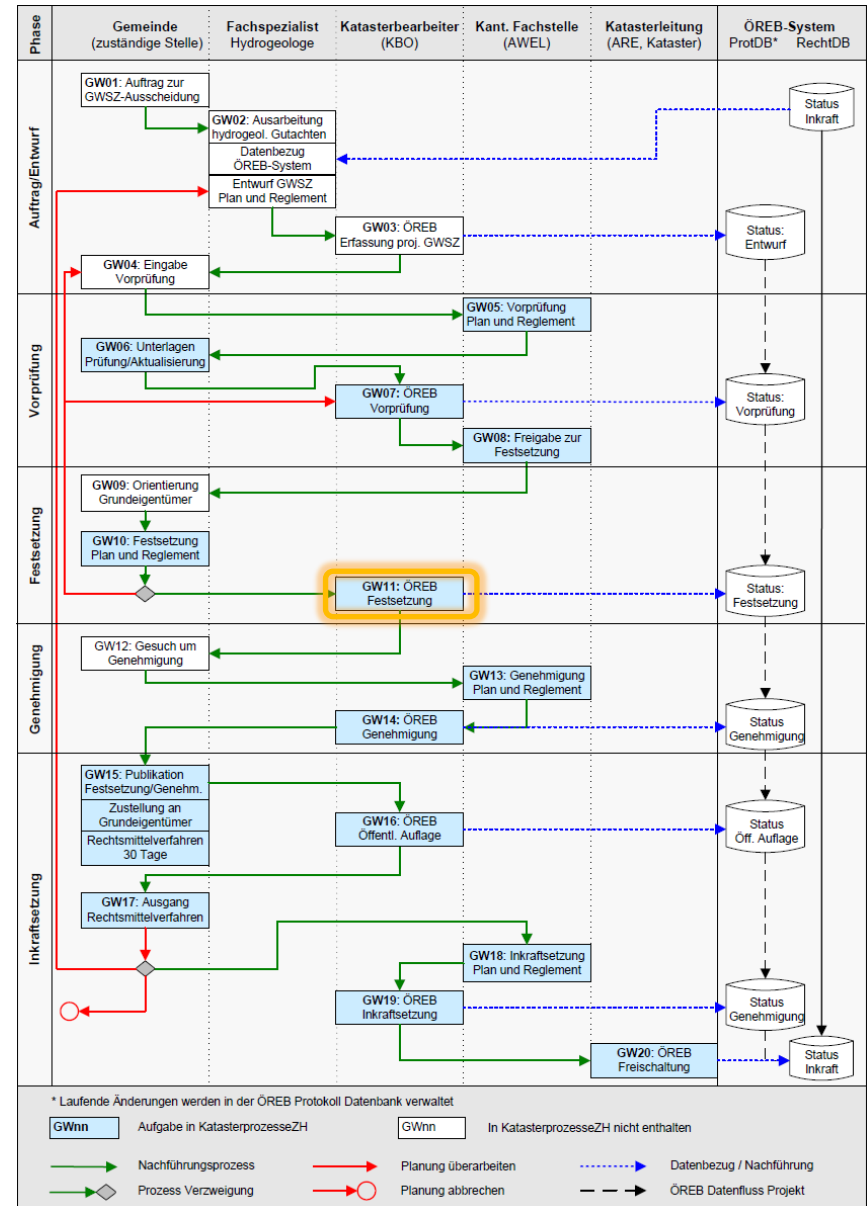 Phase
Gemeinde
(zuständige Stelle)
Fachspezialist
Hydrogeologe
Katasterbearbeiter
(KBO)
Kant. Fachstelle
(AWEL)
Katasterleitung
(ARE, Kataster)
ÖREB-System
ProtDB* RechtDB
Auftrag/Entwurf
GW01: Auftrag zur
GWSZ-Ausscheidung
Status
Inkraft
GW02: Ausarbeitung
hydrogeol. Gutachten
Datenbezug
ÖREB-System
Entwurf GWSZ
Plan und Reglement
GW03: ÖREB
Erfassung proj. GWSZ
Status:
Entwurf
GW04: Eingabe
Vorprüfung
Vorprüfung
GW05: Vorprüfung
Plan und Reglement
GW06: Unterlagen
Prüfung/Aktualisierung
GW07: ÖREB
Vorprüfung
Status:
Vorprüfung
GW08: Freigabe zur
Festsetzung
Festsetzung
GW09: Orientierung
Grundeigentümer
GW10: Festsetzung
Plan und Reglement
GW11: ÖREB
Festsetzung
Status:
Festsetzung
Genehmigung
GW12: Gesuch um
Genehmigung
GW13: Genehmigung
Plan und Reglement
GW14: ÖREB
Genehmigung
Status
Genehmigung
Inkraftsetzung
GW15: Publikation
Festsetzung/Genehm.
Zustellung an
Grundeigentümer
Rechtsmittelverfahren
30 Tage
GW16: ÖREB
Öffentl. Auflage
Status
Öff. Auflage
GW17: Ausgang
Rechtsmittelverfahren
GW18: Inkraftsetzung
Plan und Reglement
GW19: ÖREB
Inkraftsetzung
Status
Genehmigung
GW20: ÖREB
Freischaltung
Status
Inkraft
* Laufende Änderungen werden in der ÖREB Protokoll Datenbank verwaltet
GWnn Aufgabe in KatasterprozesseZH GWnn In KatasterprozesseZH nicht enthalten
Nachführungsprozess Planung überarbeiten Datenbezug / Nachführung
Prozess Verzweigung Planung abbrechen ÖREB Datenfluss Projekt